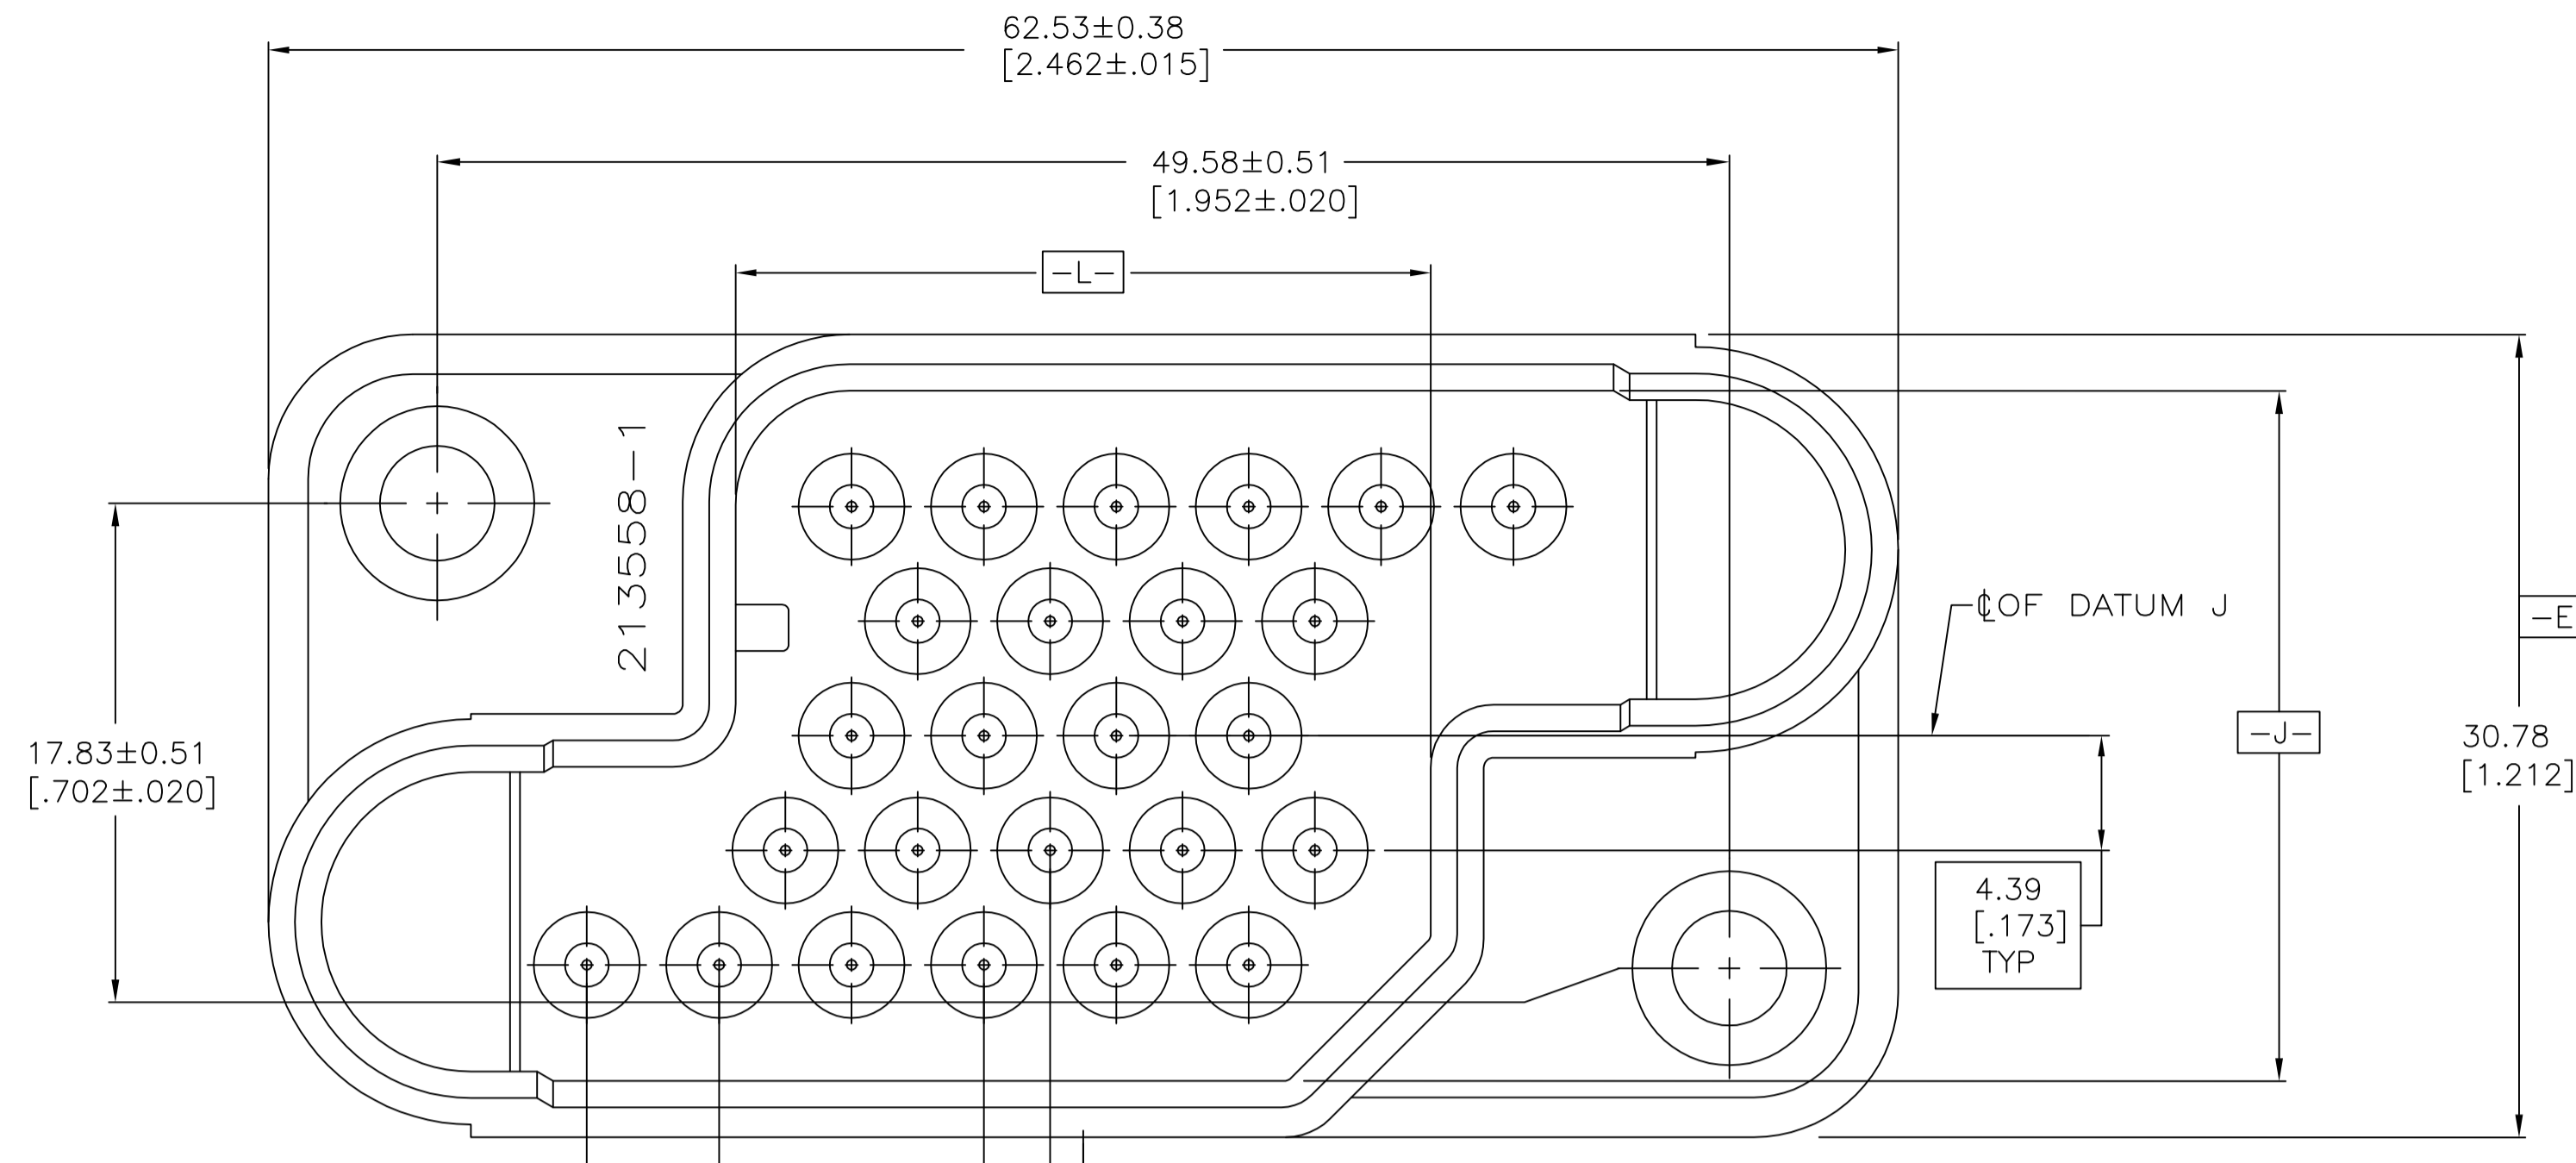 62.53±0.38
[2.462±.015]
49.58±0.51
[1.952±.020]
-L-
213558-1
℄ OF DATUM J
-E
17.83±0.51
[.702±.020]
-J-
30.78
[1.212]
4.39
[.173]
TYP